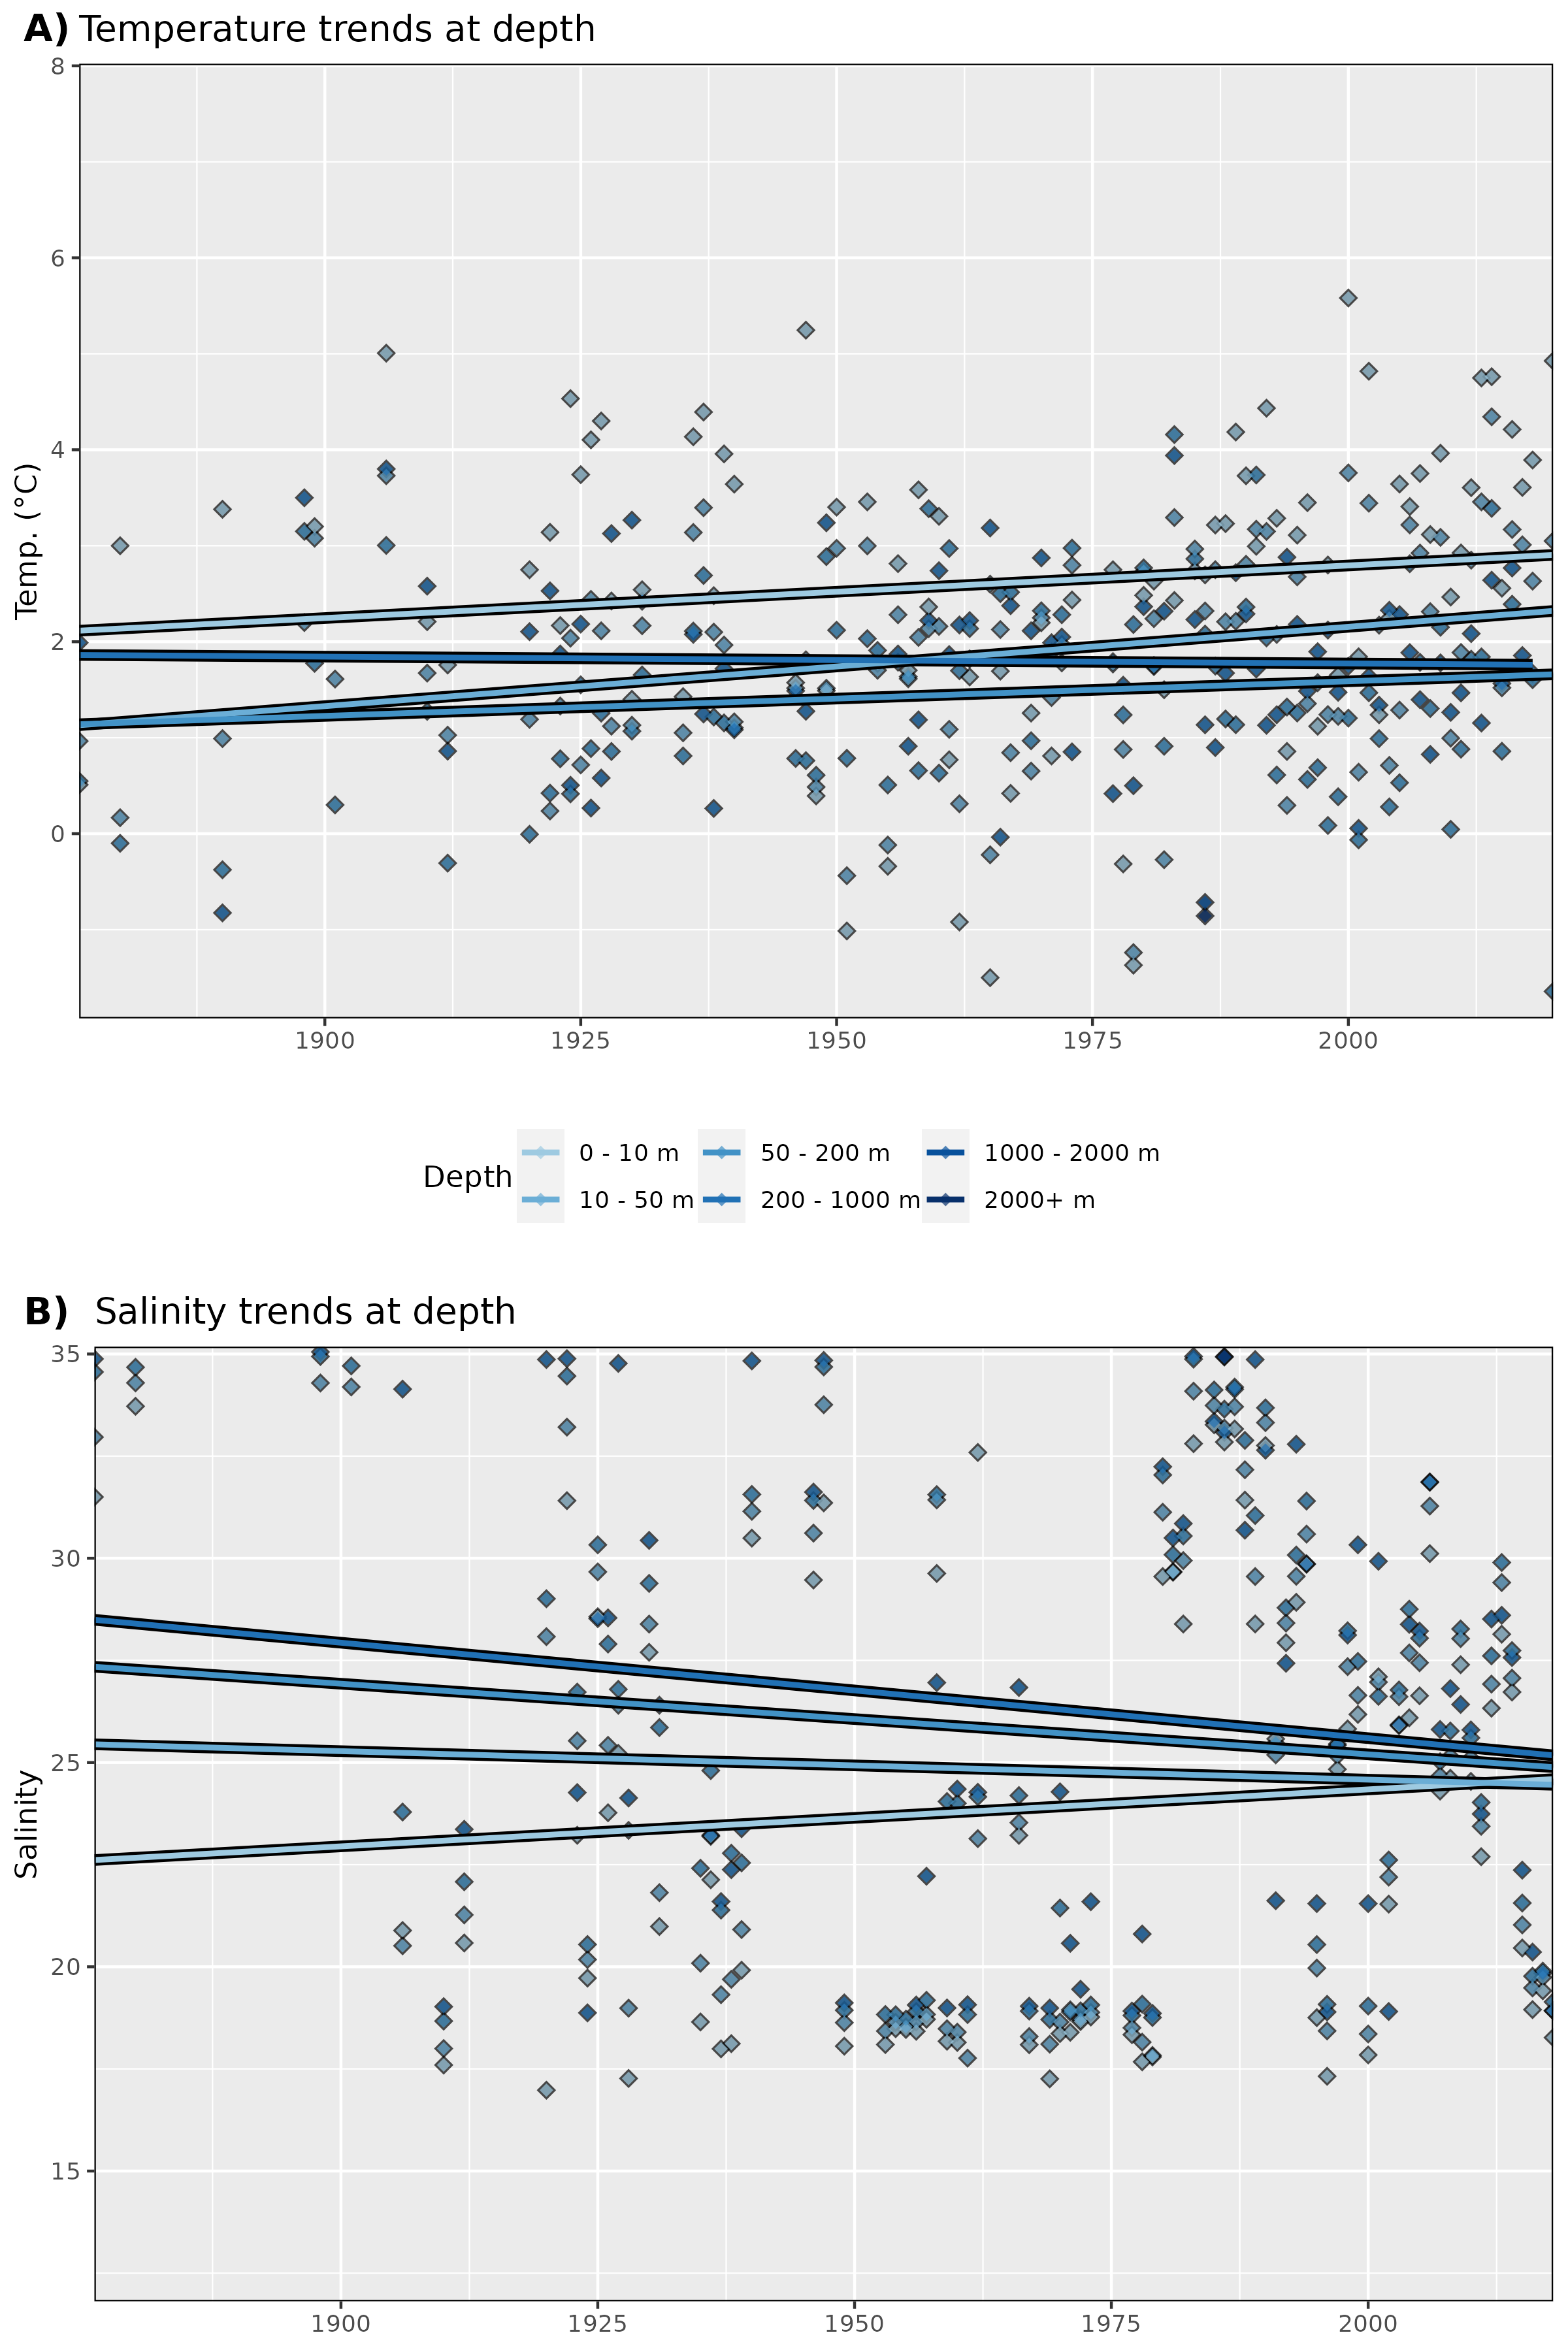 A) Temperature trends at depth
8
6
4
2
0
Temp. (°C)
1900 1925 1950 1975 2000
Depth
0 - 10 m 50 - 200 m 1000 - 2000 m
10 - 50 m 200 - 1000 m 2000+ m
B) Salinity trends at depth
35
30
25
20
15
Salinity
1900 1925 1950 1975 2000